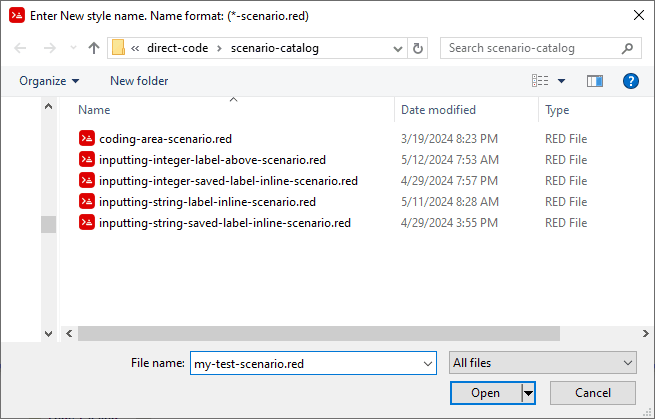 Enter New style name. Name format: (*-scenario.red)
direct-code scenario-catalog Search scenario-catalog
Organize New folder
Name Date modified Type
coding-area-scenario.red 3/19/2024 8:23 PM RED File
inputting-integer-label-above-scenario.red 5/12/2024 7:53 AM RED File
inputting-integer-saved-label-inline-scenario.red 4/29/2024 7:57 PM RED File
inputting-string-label-inline-scenario.red 5/11/2024 8:28 AM RED File
inputting-string-saved-label-inline-scenario.red 4/29/2024 3:55 PM RED File
File name: my-test-scenario.red All files
Open Cancel